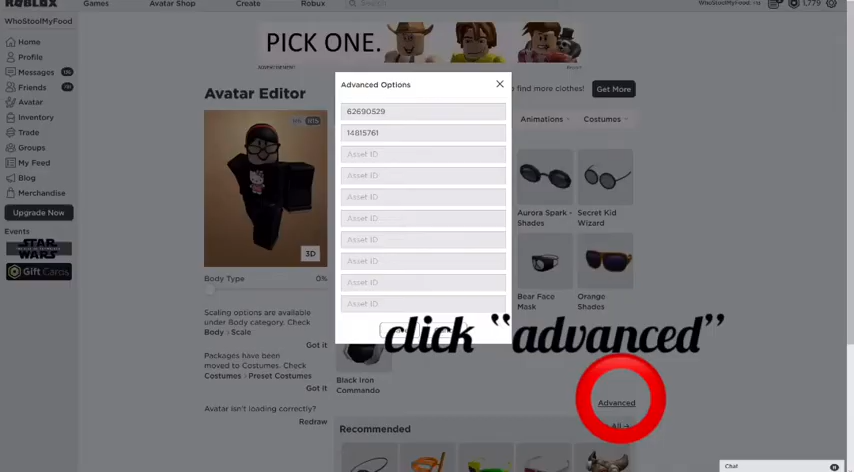 ROBLOX
Games
Avatar Shop
Create
Robux
Search
1,779
WhoStoolMyFood
Home
Profile
Messages
Friends
Avatar
Inventory
Trade
Groups
My Feed
Blog
Merchandise
Upgrade Now
Events
STAR
WARS
Gift Cards
PICK ONE.
Avatar Editor
find more clothes!
Get More
Animations
Costumes
R15
3D
Body Type
0%
Scaling options are available
under Body category. Check
Body > Scale
Got it
Packages have been
moved to Costumes. Check
Costumes > Preset Costumes
Got It
Avatar isn't loading correctly?
Redraw
Advanced Options
62690529
14815761
Asset ID
Asset ID
Asset ID
Asset ID
Asset ID
Asset ID
Asset ID
Asset ID
Aurora Spark -
Shades
Secret Kid
Wizard
Bear Face
Mask
Orange
Shades
click “advanced”
Black Iron
Commando
Advanced
Recommended
Chat